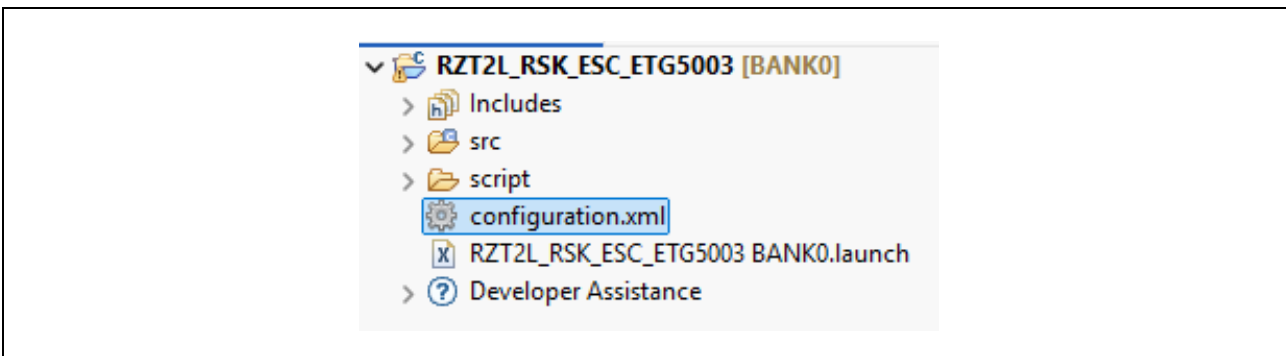 RZT2L_RSK_ESC_ETG5003 [BANK0]
Includes
src
script
configuration.xml
RZT2L_RSK_ESC_ETG5003 BANK0.launch
Developer Assistance